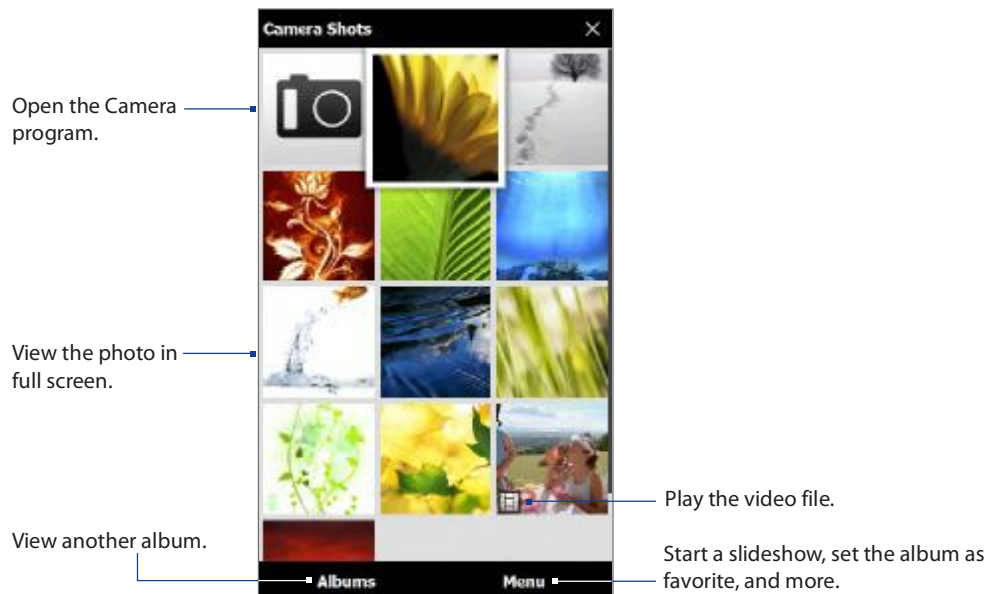 Camera Shots
Open the Camera
program.
View the photo in
full screen.
Play the video file.
View another album.
Start a slideshow, set the album as
favorite, and more.
Albums
Menu